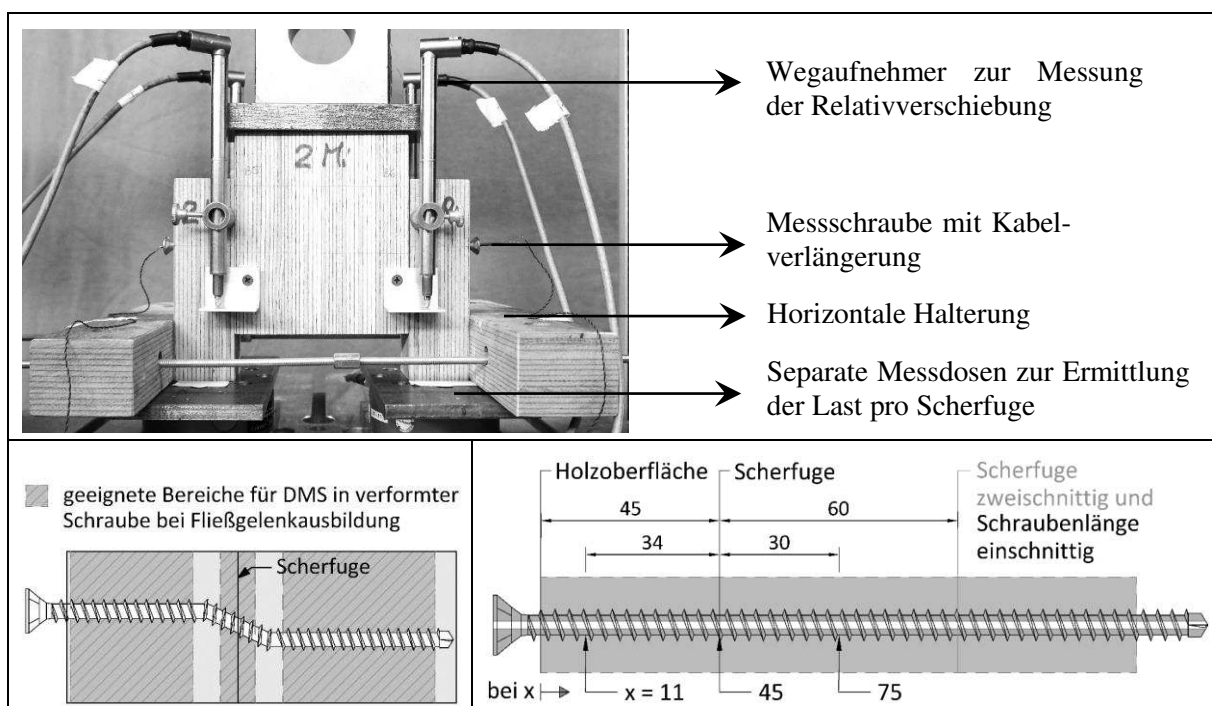 Wegaufnehmer zur Messung
der Relativverschiebung
2 Mi
Messschraube mit Kabel-
verlängerung
Horizontale Halterung
Separate Messdosen zur Ermittlung
der Last pro Scherfuge
geeignete Bereiche für DMS in verformter
Schraube bei Fließgelenkausbildung
Scherfuge
Holzoberfläche
Scherfuge
Scherfuge
zweischnittig und
Schraubenlänge
einschnittig
45
60
34
30
bei x
x = 11
45
75